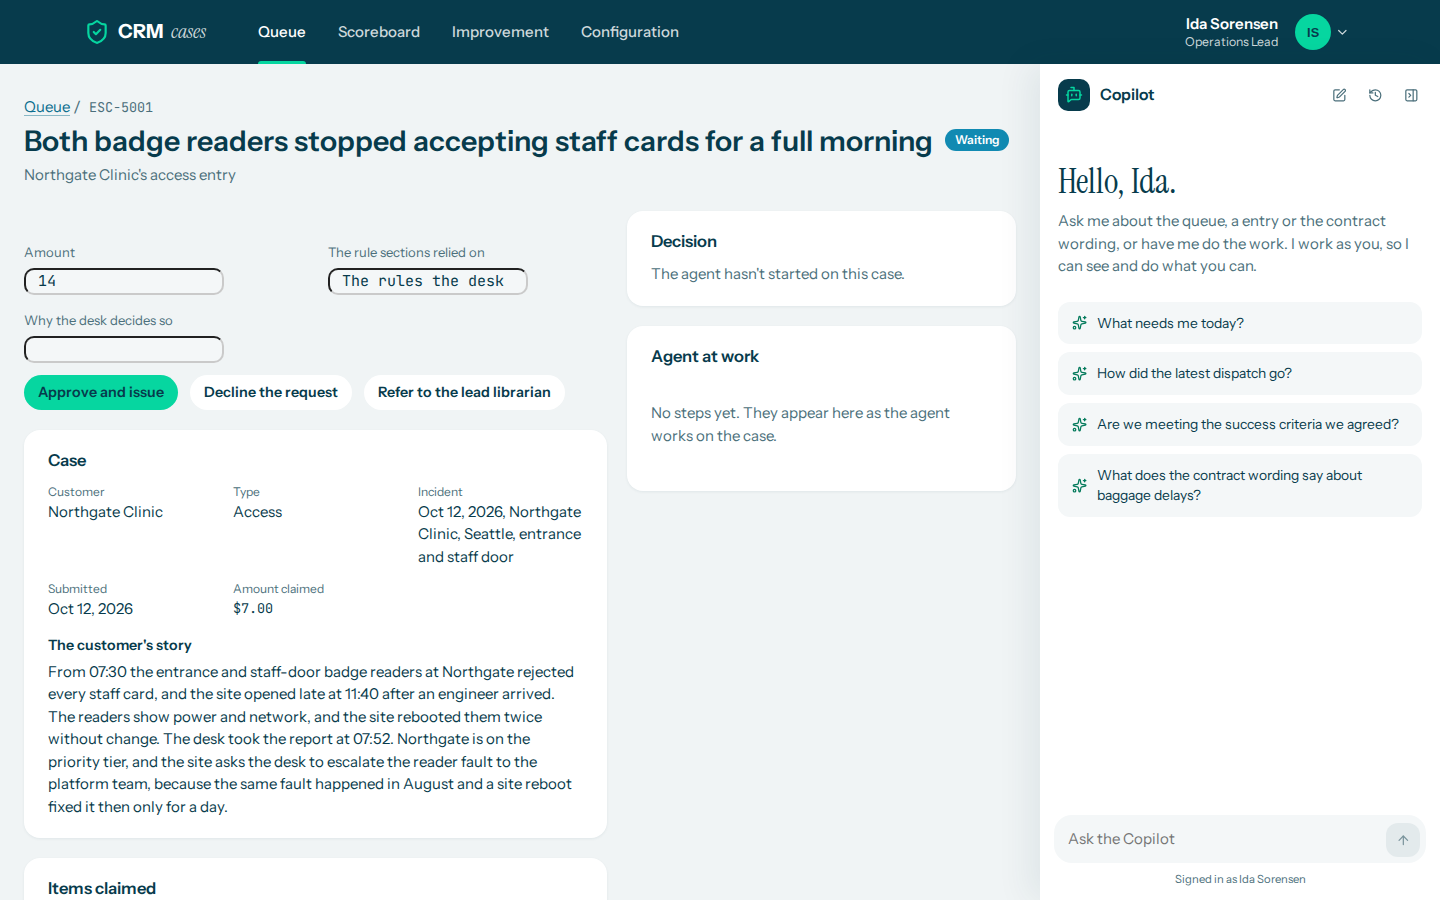 CRM cases
Queue
Scoreboard
Improvement
Configuration
Ida Sorensen
Operations Lead
IS
Queue / ESC-5001
Both badge readers stopped accepting staff cards for a full morning
Waiting
Northgate Clinic's access entry
Amount
14
The rule sections relied on
The rules the desk
Why the desk decides so
Approve and issue
Decline the request
Refer to the lead librarian
Case
Customer
Northgate Clinic
Type
Access
Incident
Oct 12, 2026, Northgate
Clinic, Seattle, entrance
and staff door
Submitted
Oct 12, 2026
Amount claimed
$7.00
The customer's story
From 07:30 the entrance and staff-door badge readers at Northgate rejected
every staff card, and the site opened late at 11:40 after an engineer arrived.
The readers show power and network, and the site rebooted them twice
without change. The desk took the report at 07:52. Northgate is on the
priority tier, and the site asks the desk to escalate the reader fault to the
platform team, because the same fault happened in August and a site reboot
fixed it then only for a day.
Items claimed
Decision
The agent hasn't started on this case.
Agent at work
No steps yet. They appear here as the agent
works on the case.
Copilot
Hello, Ida.
Ask me about the queue, a entry or the contract
wording, or have me do the work. I work as you, so I
can see and do what you can.
What needs me today?
How did the latest dispatch go?
Are we meeting the success criteria we agreed?
What does the contract wording say about
baggage delays?
Ask the Copilot
Signed in as Ida Sorensen